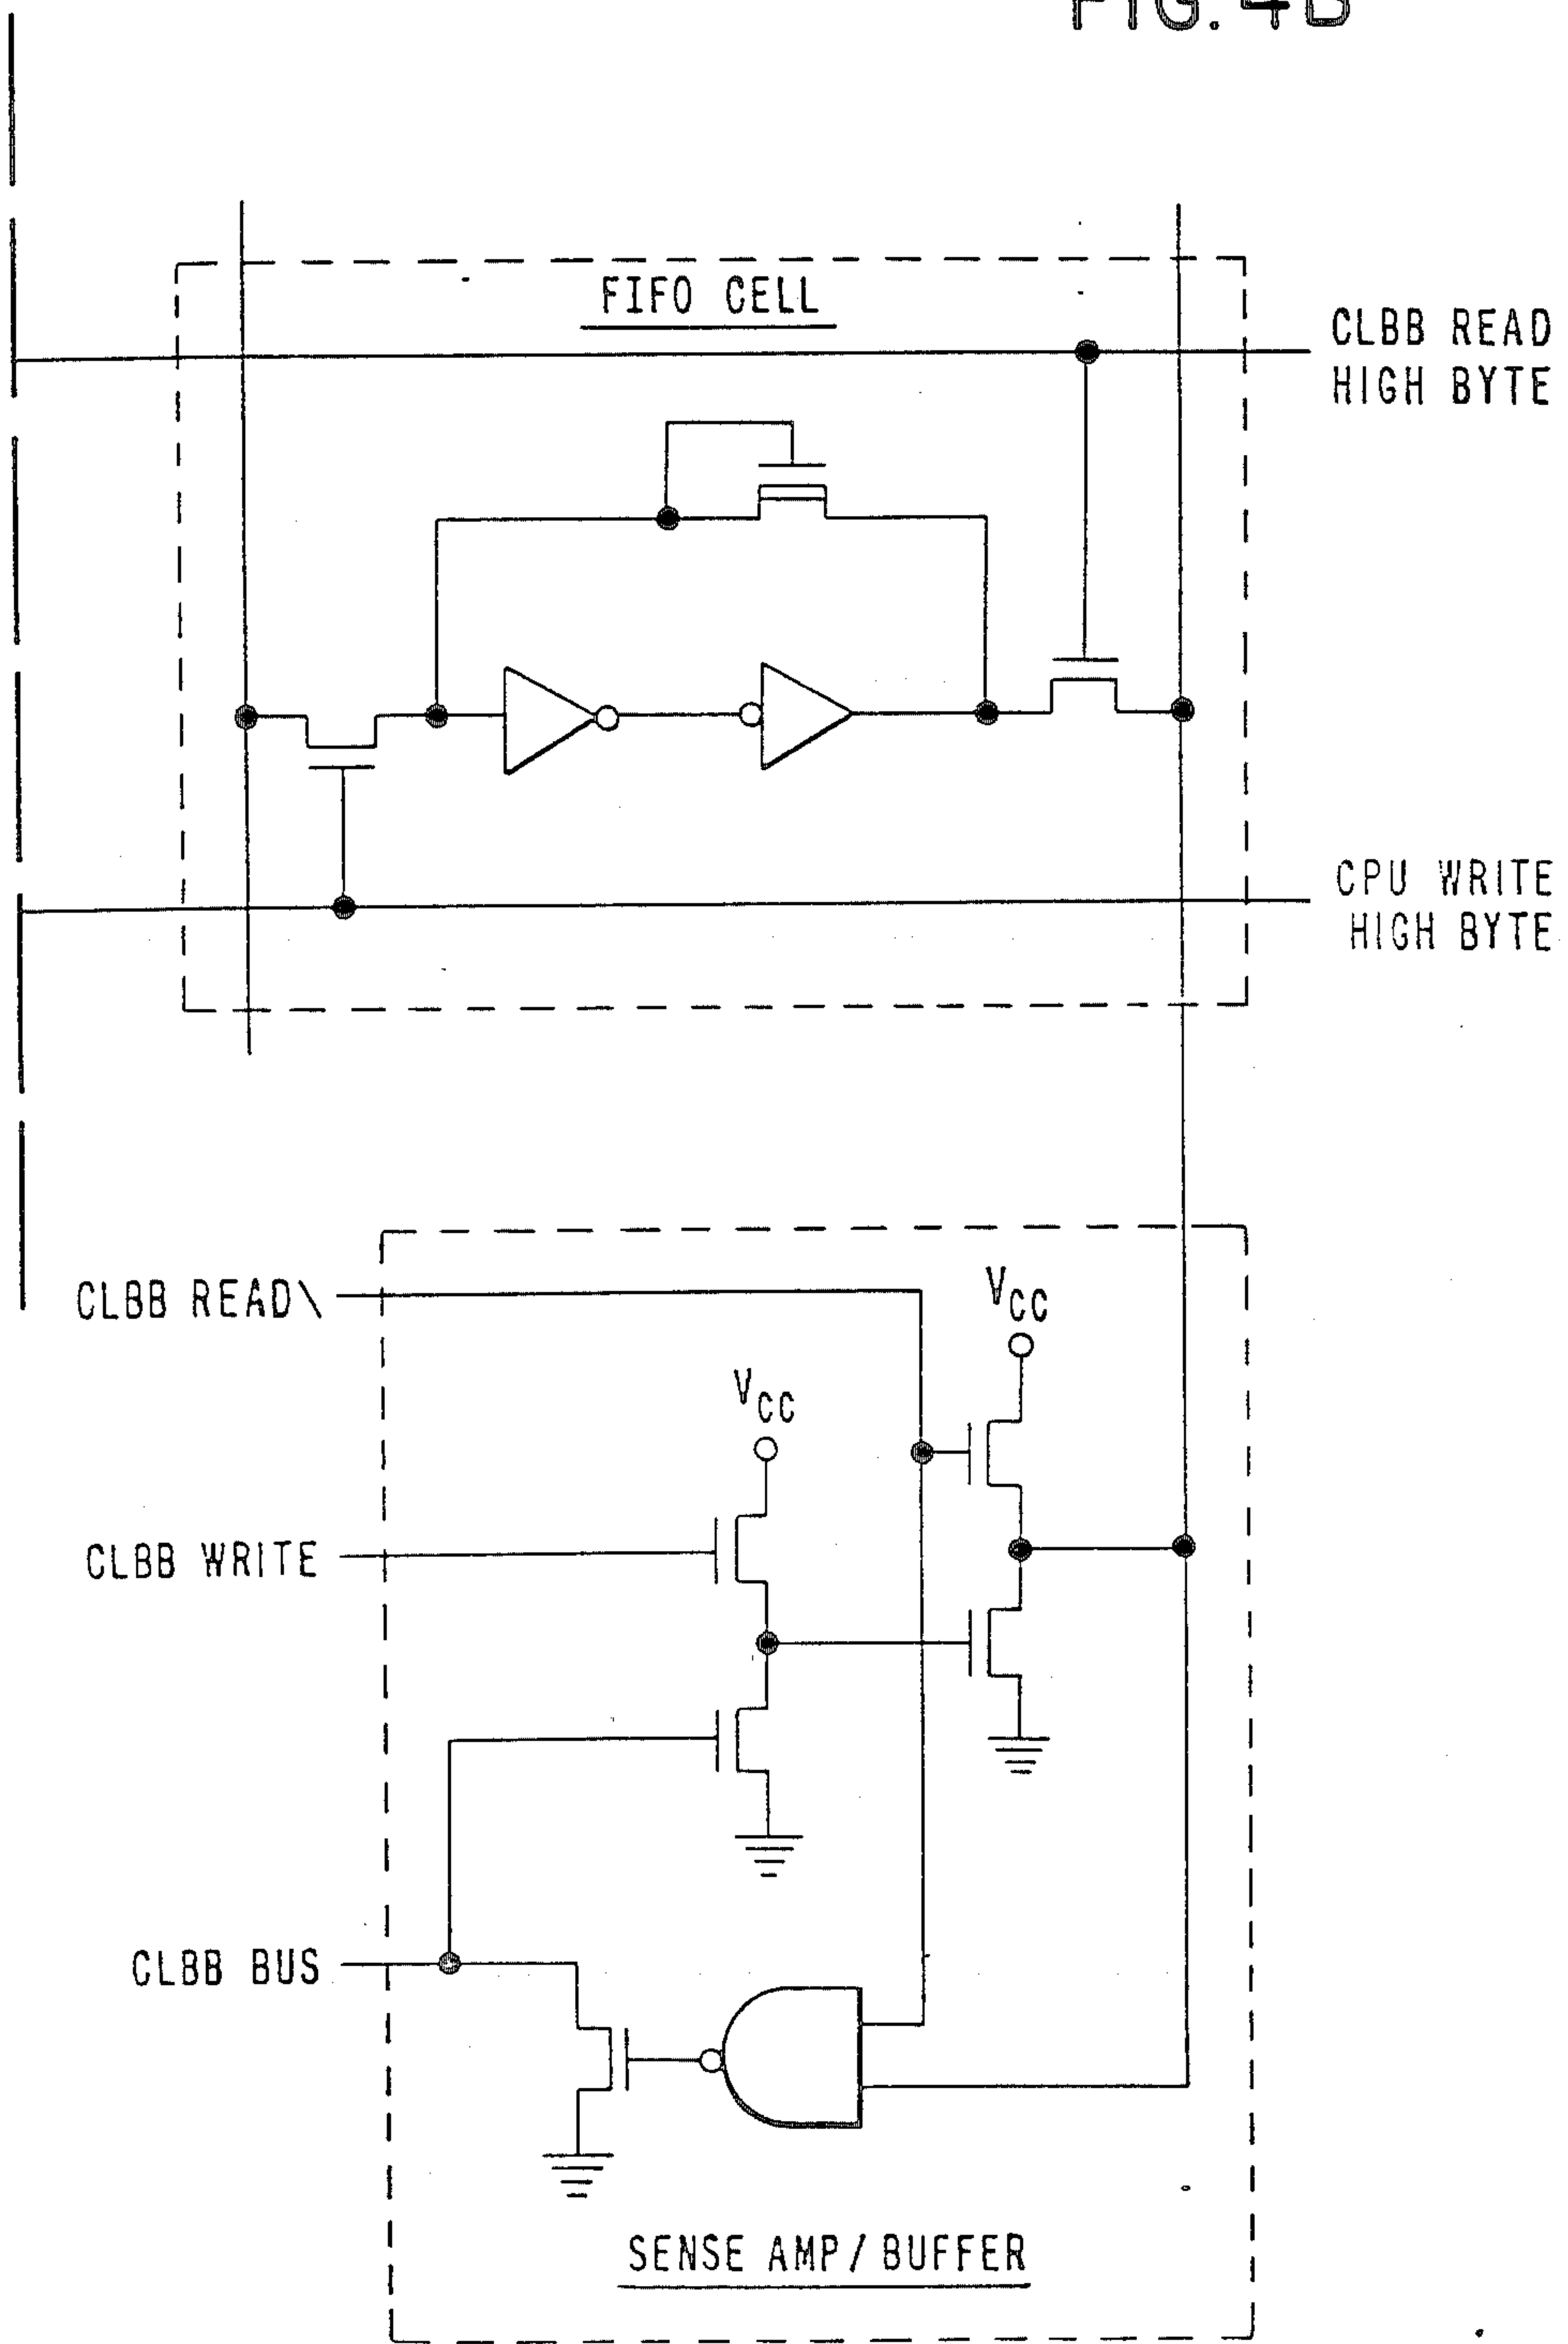 FIG. 4B
FIFO CELL
CLBB READ
HIGH BYTE
CPU WRITE
HIGH BYTE
CLBB READ\
VCC
VCC
CLBB WRITE
CLBB BUS
SENSE AMP/BUFFER